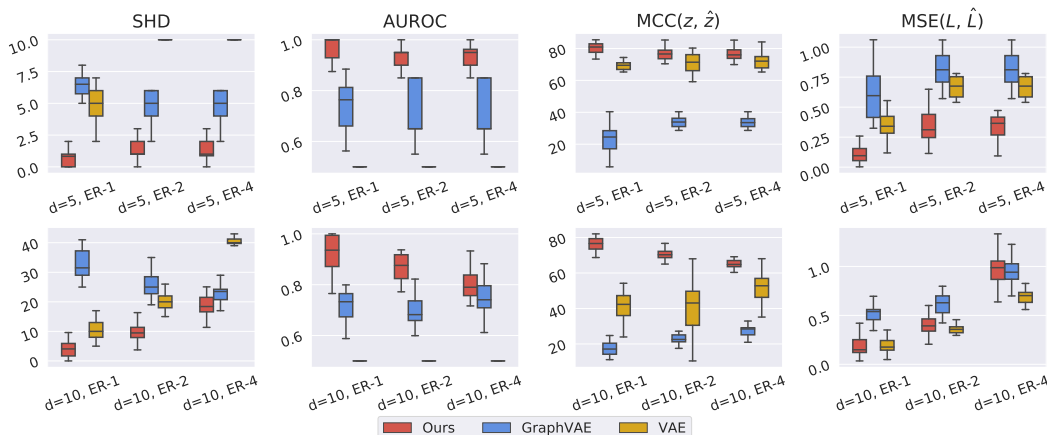 SHD
AUROC
MCC(z, ẑ)
MSE(L, L̂)
10.0
7.5
5.0
2.5
0.0
d=5, ER-1
d=5, ER-2
d=5, ER-4
1.0
0.8
0.6
d=5, ER-1
d=5, ER-2
d=5, ER-4
80
60
40
20
d=5, ER-1
d=5, ER-2
d=5, ER-4
1.00
0.75
0.50
0.25
0.00
d=5, ER-1
d=5, ER-2
d=5, ER-4
40
30
20
10
0
d=10, ER-1
d=10, ER-2
d=10, ER-4
1.0
0.8
0.6
d=10, ER-1
d=10, ER-2
d=10, ER-4
80
60
40
20
d=10, ER-1
d=10, ER-2
d=10, ER-4
1.0
0.5
0.0
d=10, ER-1
d=10, ER-2
d=10, ER-4
Ours GraphVAE VAE